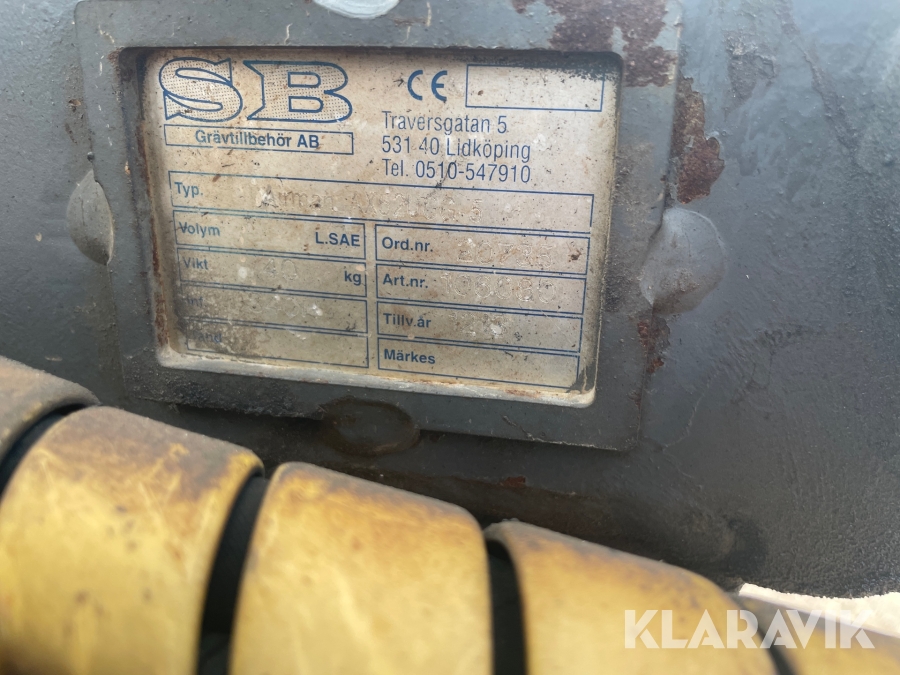 SB
Grävtillbehör AB
CE
Traversgatan 5
531 40 Lidköping
Tel. 0510-547910
Typ.
Volym L.SAE
Ord.nr.
Vikt kg
Art.nr.
Tillv.år
Märkes
KLARAVIK